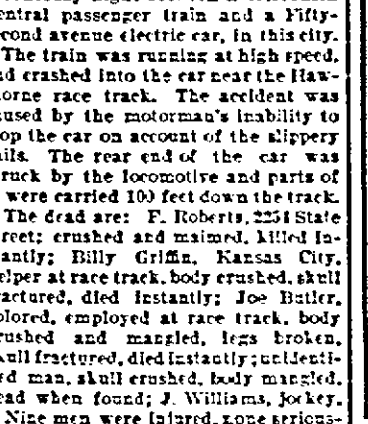 entral passenger train and a Fifty-
cond avenue electric car, in this city.
The train was running at high speed,
nd crashed into the car near the Haw-
orne race track. The accident was
used by the motorman's inability to
op the car on account of the slippery
ils. The rear end of the car was
ruck by the locomotive and parts of
were carried 100 feet down the track.
The dead are: F. Roberts, 2251 State
reet; crushed and maimed, killed in-
antly; Billy Griffin, Kansas City,
elper at race track, body crushed, skull
actured, died instantly; Joe Butler,
olored, employed at race track, body
rushed and mangled, legs broken,
kull fractured, died instantly; unidenti-
ed man, skull crushed, body mangled,
ead when found; J. Williams, jockey.
Nine men were injured, none serious-